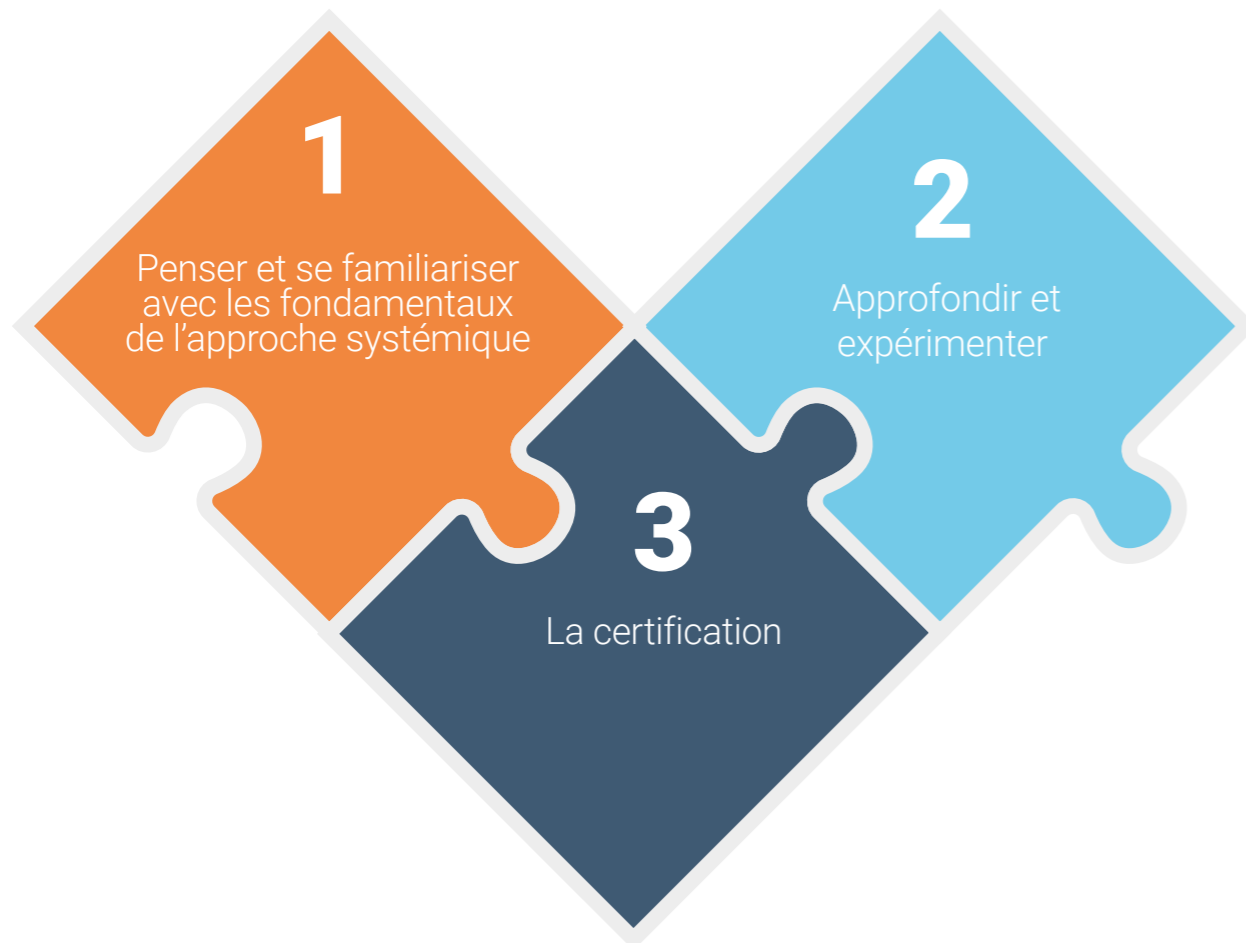 1
Penser et se familiariser
avec les fondamentaux
de l’approche systémique
2
Approfondir et
expérimenter
3
La certification